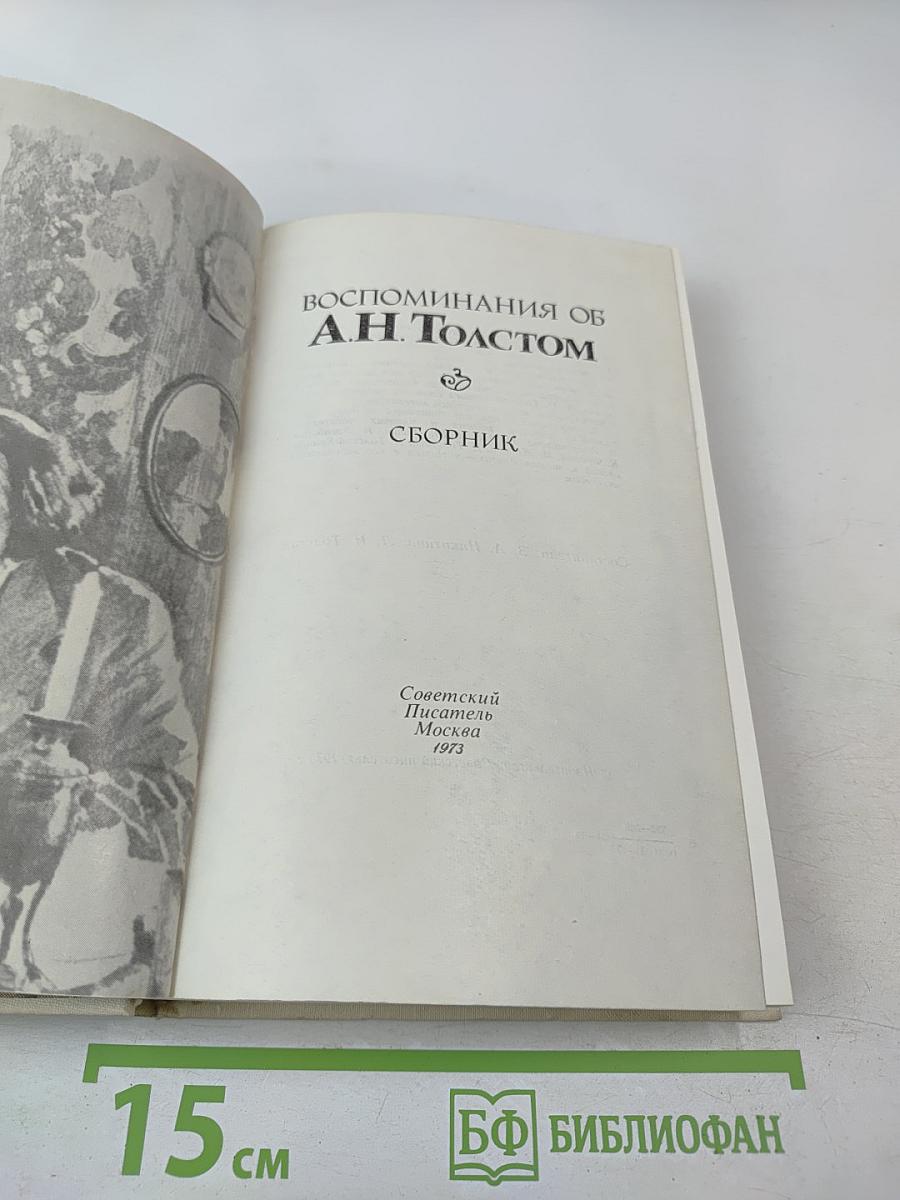 ВОСПОМИНАНИЯ ОБ
А.Н.ТОЛСТОМ
СБОРНИК
Советский
Писатель
Москва
1973
15 см
БФ БИБЛИОФАН